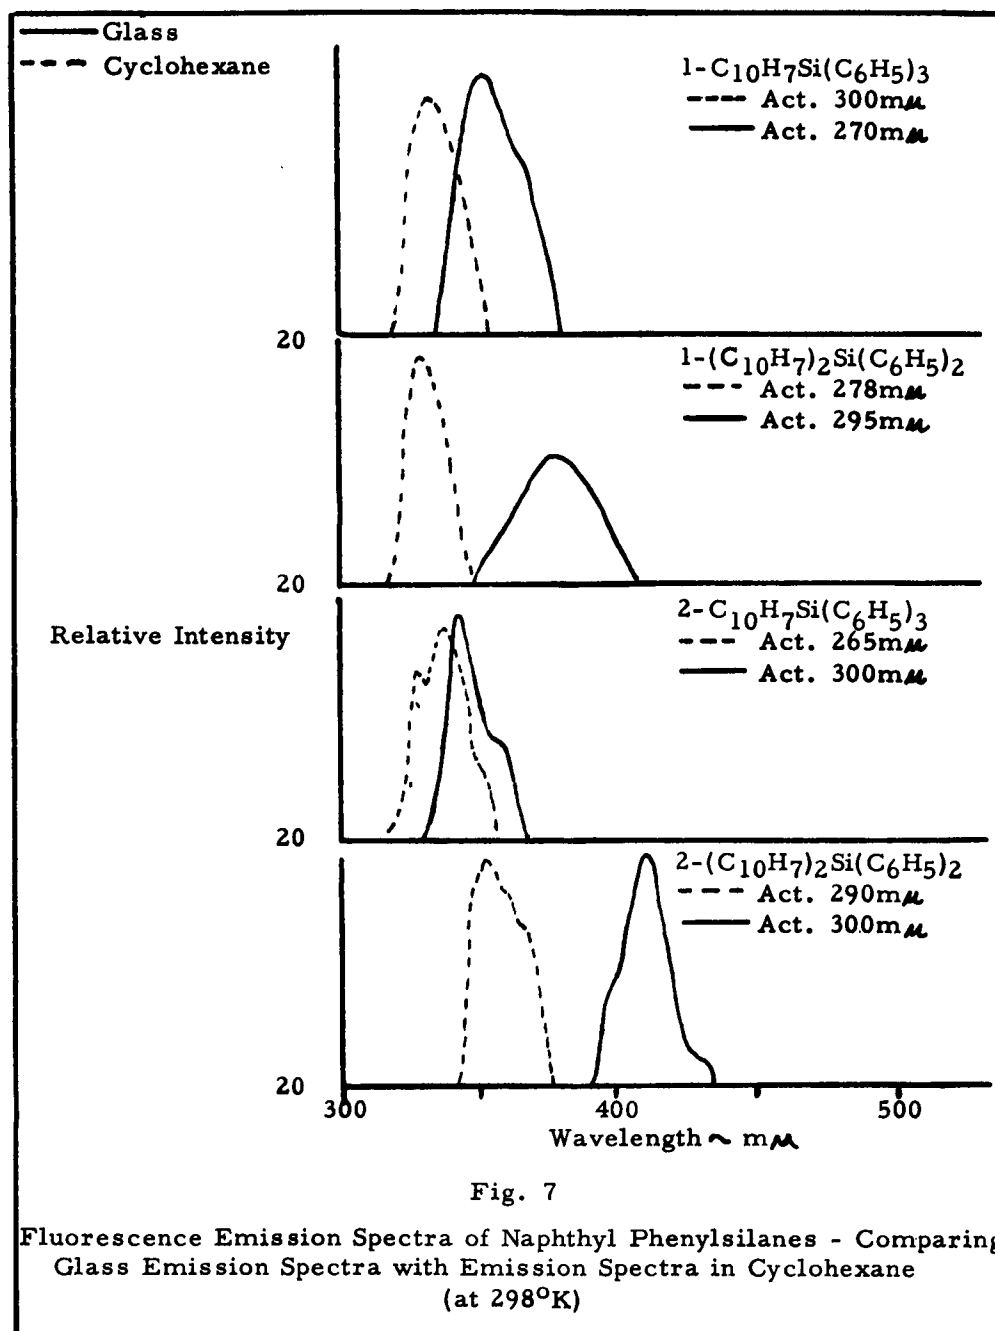 Glass
Cyclohexane
1-C10H7Si(C6H5)3
Act. 300mμ
Act. 270mμ
20
1-(C10H7)2Si(C6H5)2
Act. 278mμ
Act. 295mμ
20
Relative Intensity
2-C10H7Si(C6H5)3
Act. 265mμ
Act. 300mμ
20
2-(C10H7)2Si(C6H5)2
Act. 290mμ
Act. 300mμ
20
300 400 500
Wavelength ~ mμ
Fig. 7
Fluorescence Emission Spectra of Naphthyl Phenylsilanes - Comparing
Glass Emission Spectra with Emission Spectra in Cyclohexane
(at 298°K)